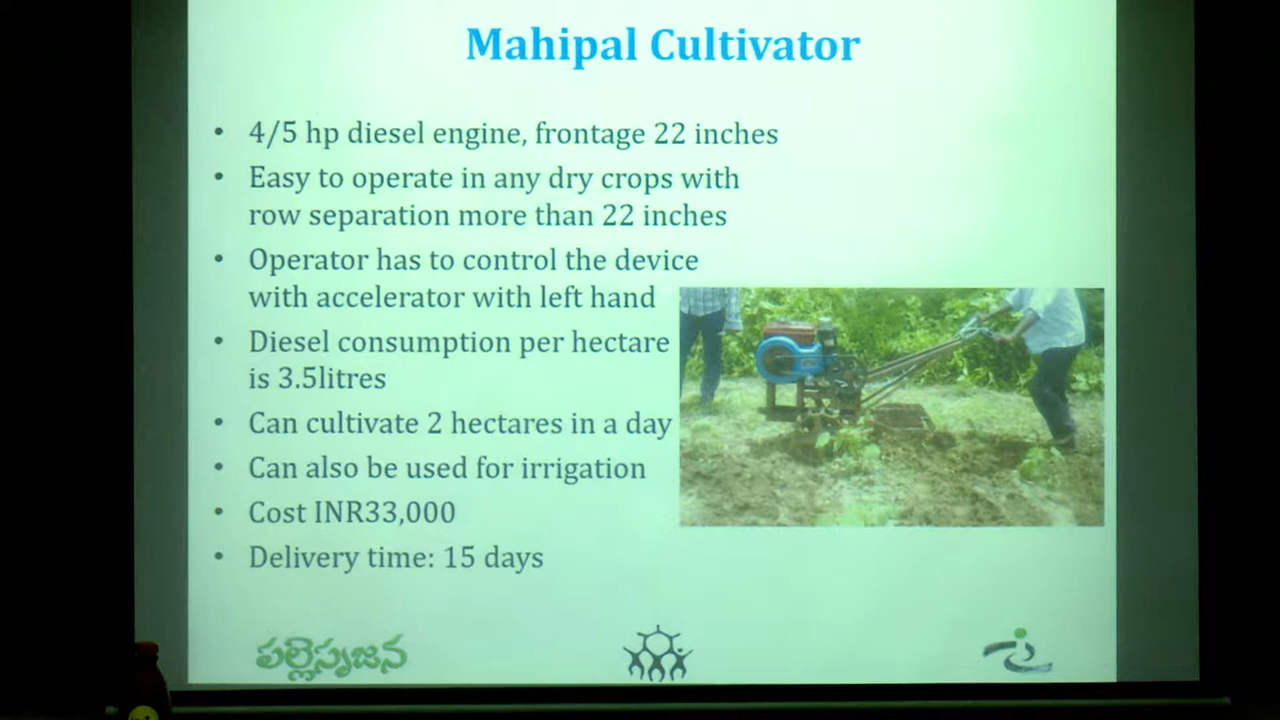 Mahipal Cultivator
• 4/5 hp diesel engine, frontage 22 inches
• Easy to operate in any dry crops with
row separation more than 22 inches
• Operator has to control the device
with accelerator with left hand
• Diesel consumption per hectare
is 3.5litres
• Can cultivate 2 hectares in a day
• Can also be used for irrigation
• Cost INR33,000
• Delivery time: 15 days
పల్లెసృజన